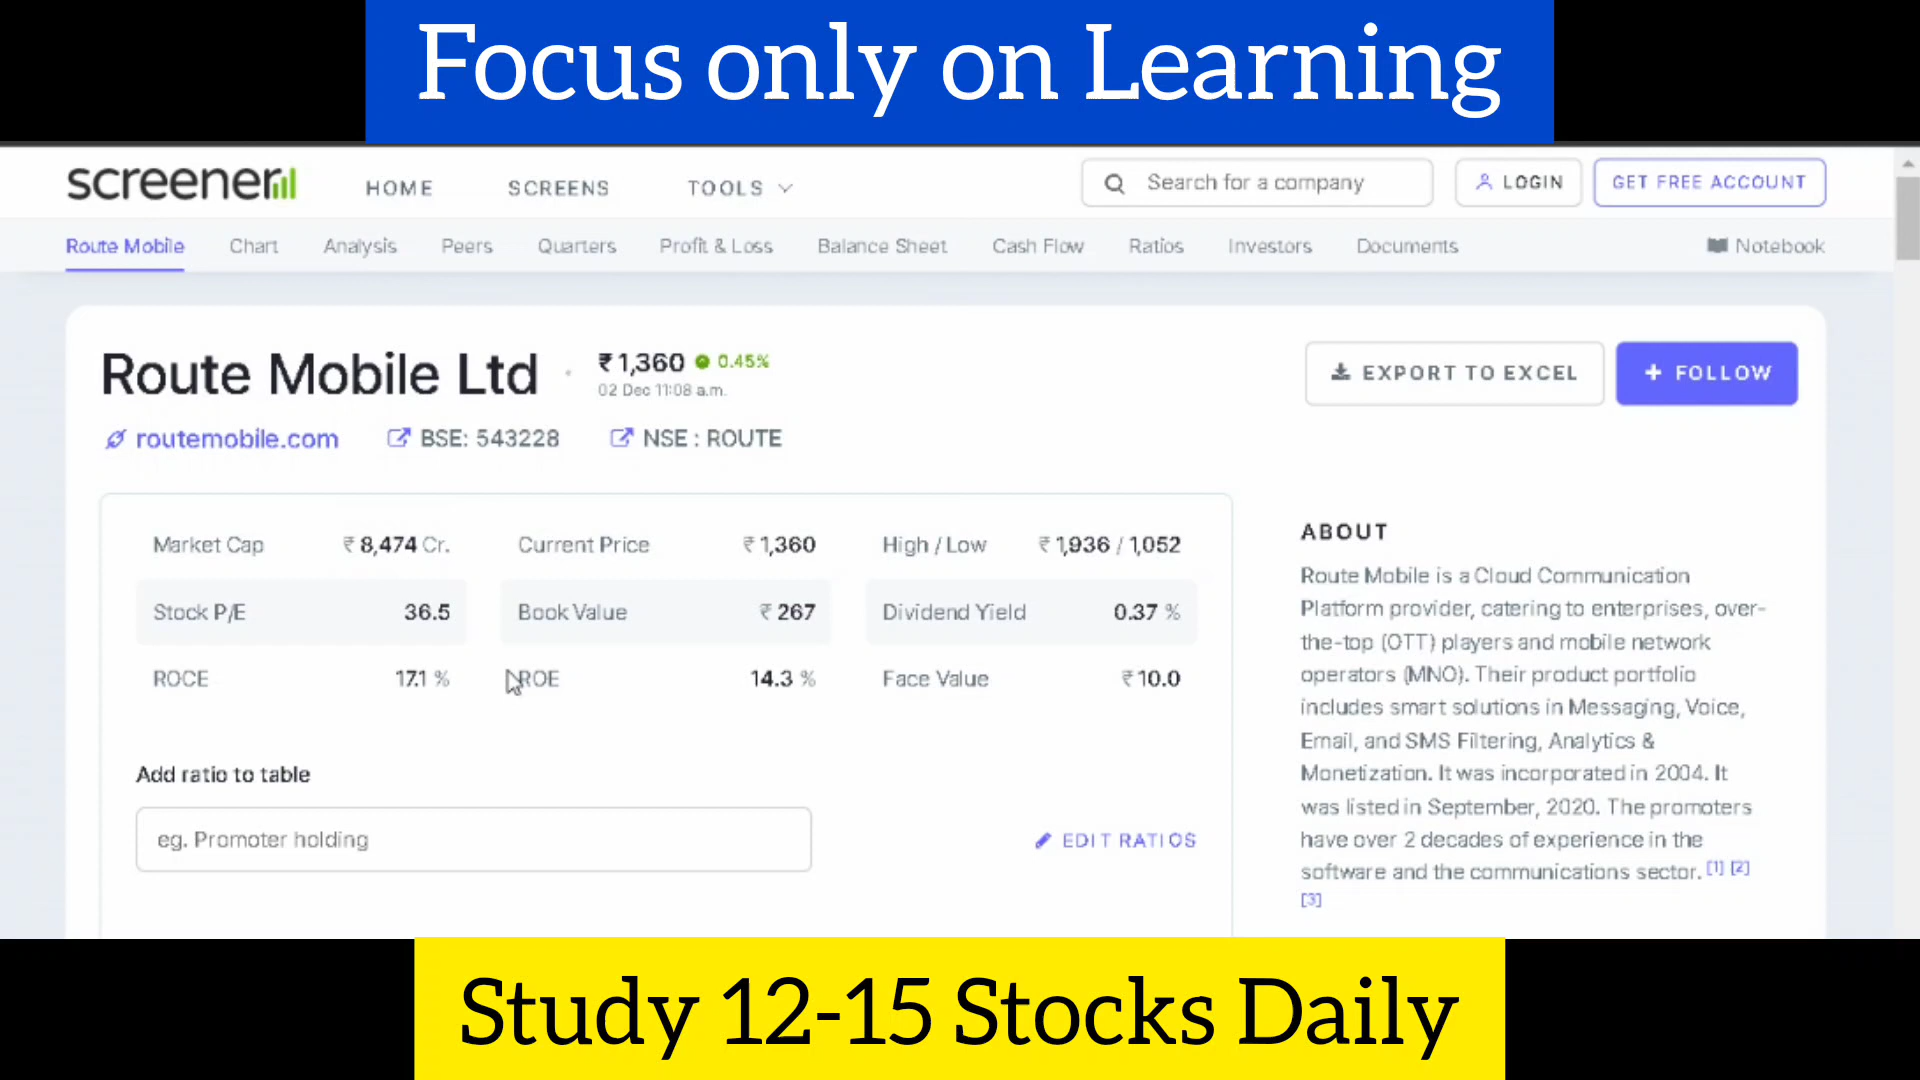 Focus only on Learning
screener
HOME SCREENS TOOLS
Search for a company
LOGIN
GET FREE ACCOUNT
Route Mobile Chart Analysis Peers Quarters Profit & Loss Balance Sheet Cash Flow Ratios Investors Documents Notebook
Route Mobile Ltd · ₹ 1,360 0.45%
02 Dec 11:08 a.m.
EXPORT TO EXCEL
+ FOLLOW
routemobile.com BSE: 543228 NSE : ROUTE
Market Cap ₹ 8,474 Cr. Current Price ₹ 1,360 High / Low ₹ 1,936 / 1,052
Stock P/E 36.5 Book Value ₹ 267 Dividend Yield 0.37 %
ROCE 17.1 % ROE 14.3 % Face Value ₹ 10.0
Add ratio to table
eg. Promoter holding
EDIT RATIOS
ABOUT
Route Mobile is a Cloud Communication
Platform provider, catering to enterprises, over-
the-top (OTT) players and mobile network
operators (MNO). Their product portfolio
includes smart solutions in Messaging, Voice,
Email, and SMS Filtering, Analytics &
Monetization. It was incorporated in 2004. It
was listed in September, 2020. The promoters
have over 2 decades of experience in the
software and the communications sector. [1] [2]
[3]
Study 12-15 Stocks Daily